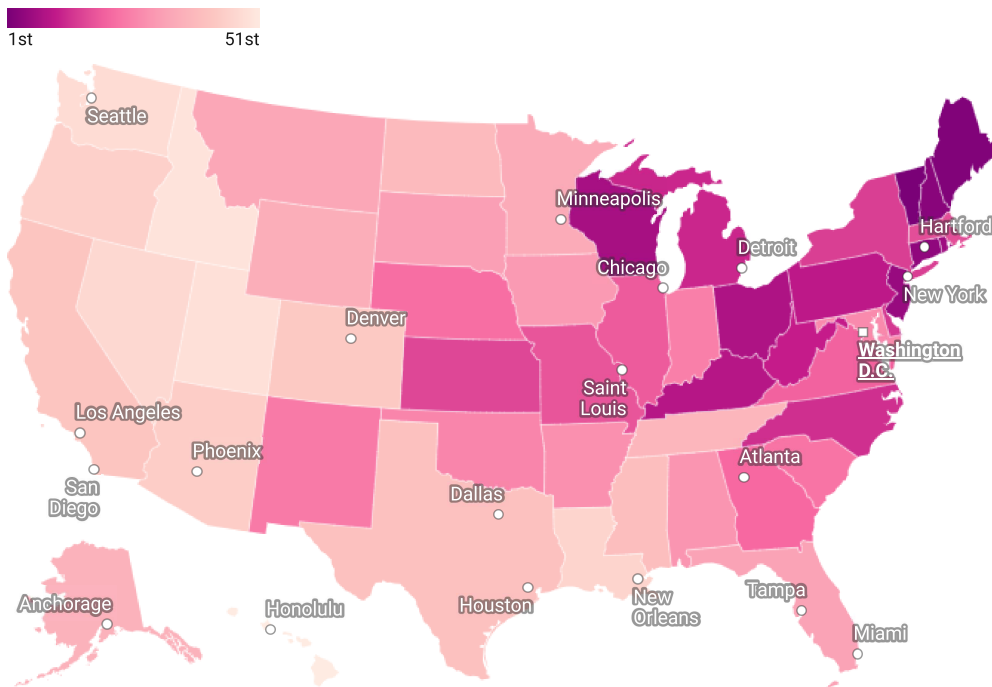 1st
51st
Seattle
Minneapolis
Hartford
Detroit
Chicago
New York
Denver
Washington
D.C.
Saint
Louis
Los Angeles
Phoenix
Atlanta
San
Diego
Dallas
Anchorage
Honolulu
Houston
New
Orleans
Tampa
Miami